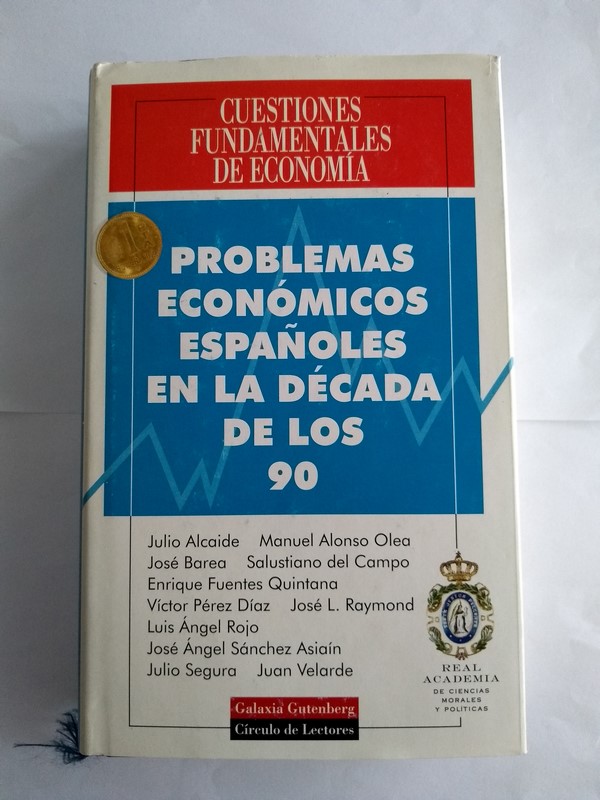 CUESTIONES
FUNDAMENTALES
DE ECONOMÍA
PROBLEMAS
ECONÓMICOS
ESPAÑOLES
EN LA DÉCADA
DE LOS
90
Julio Alcaide Manuel Alonso Olea
José Barea Salustiano del Campo
Enrique Fuentes Quintana
Víctor Pérez Díaz José L. Raymond
Luis Ángel Rojo
José Ángel Sánchez Asiaín
Julio Segura Juan Velarde
REAL
ACADEMIA
DE CIENCIAS
MORALES
Y POLÍTICAS
Galaxia Gutenberg
Círculo de Lectores